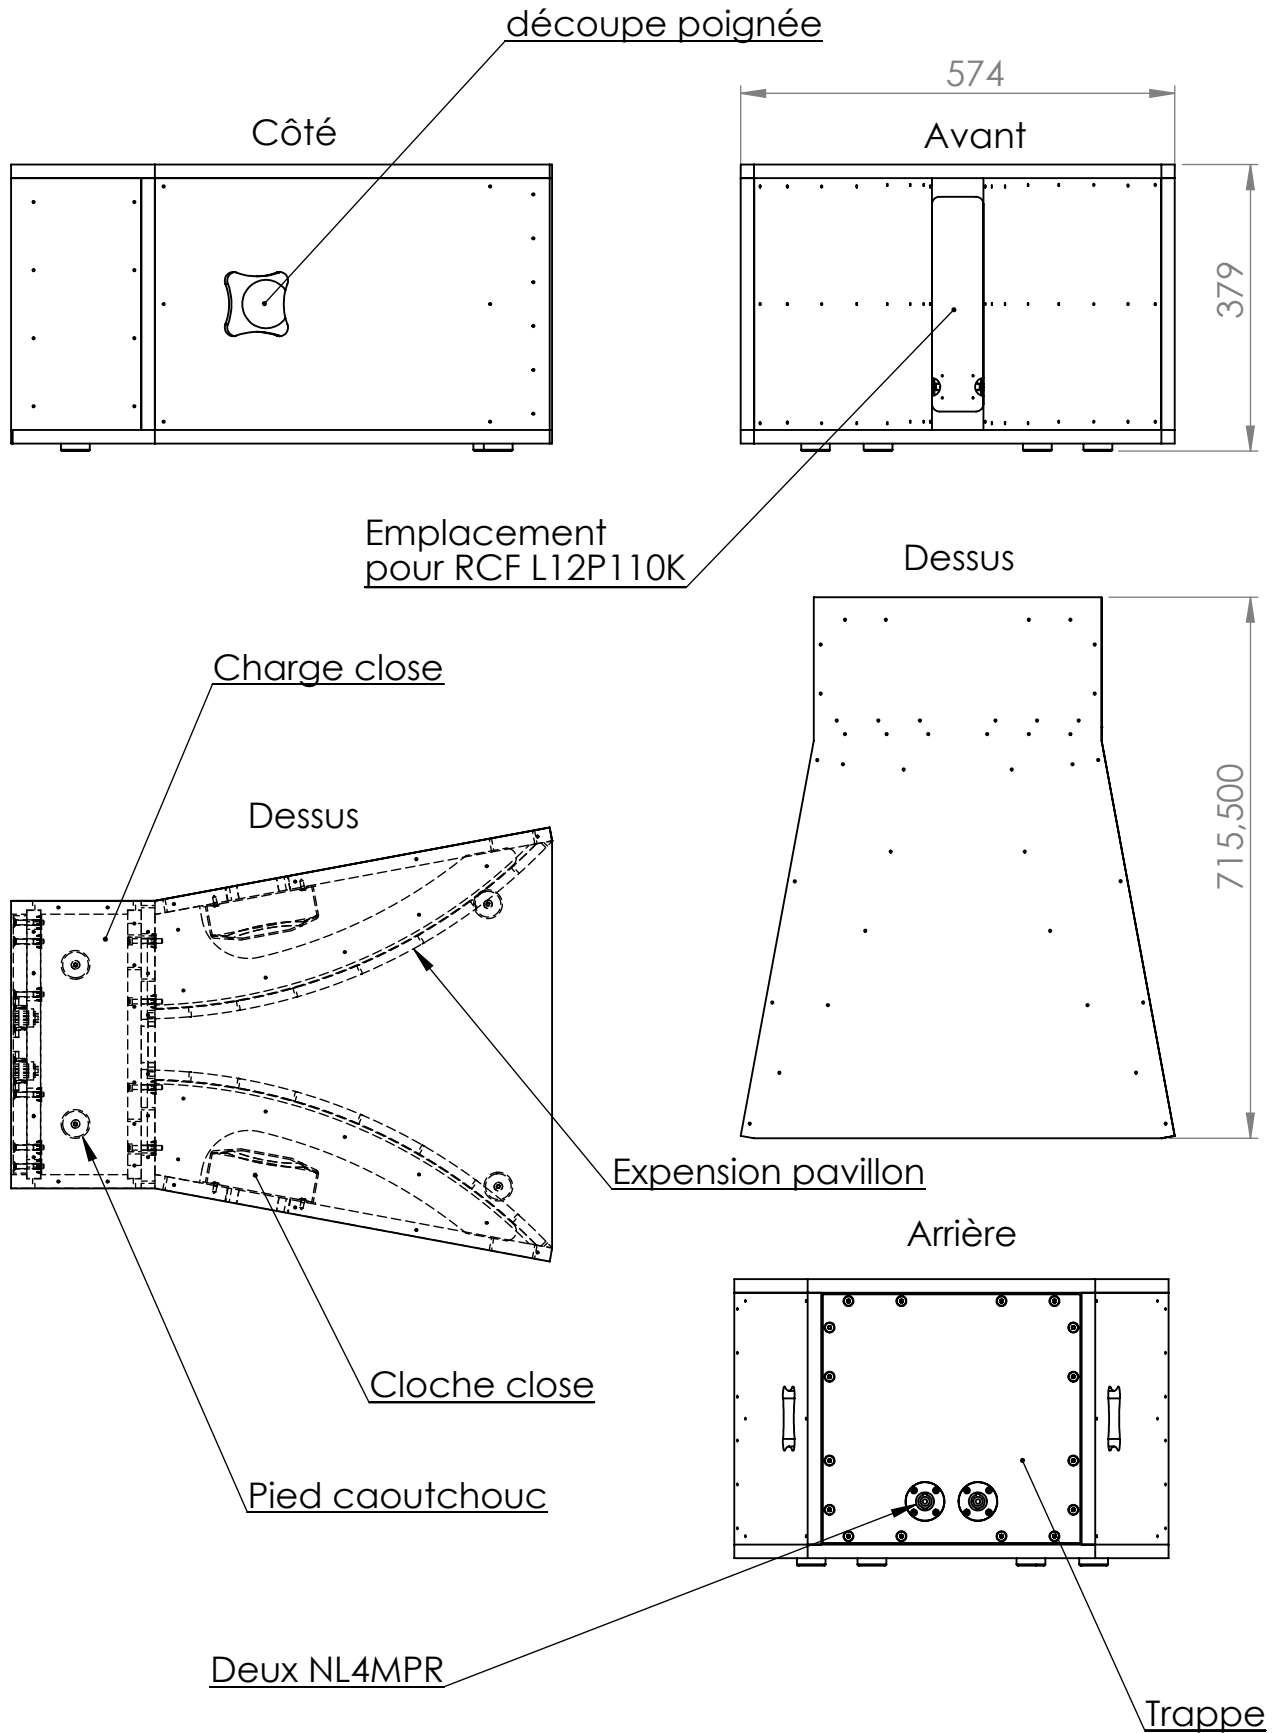 découpe poignée
574
Côté
Avant
379
Emplacement
pour RCF L12P110K
Dessus
Charge close
715,500
Dessus
Expension pavillon
Arrière
Cloche close
Pied caoutchouc
Deux NL4MPR
Trappe